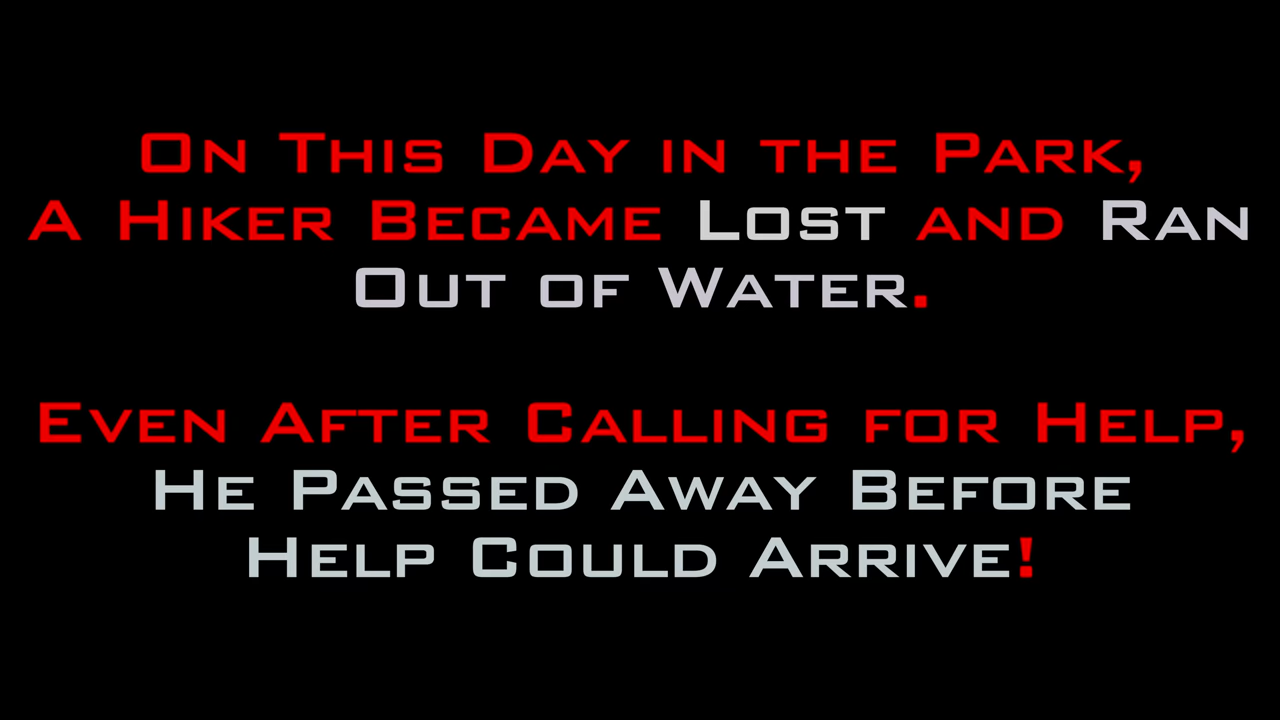 On This Day in the Park,
A Hiker Became Lost and Ran
Out of Water.
Even After Calling for Help,
He Passed Away Before
Help Could Arrive!